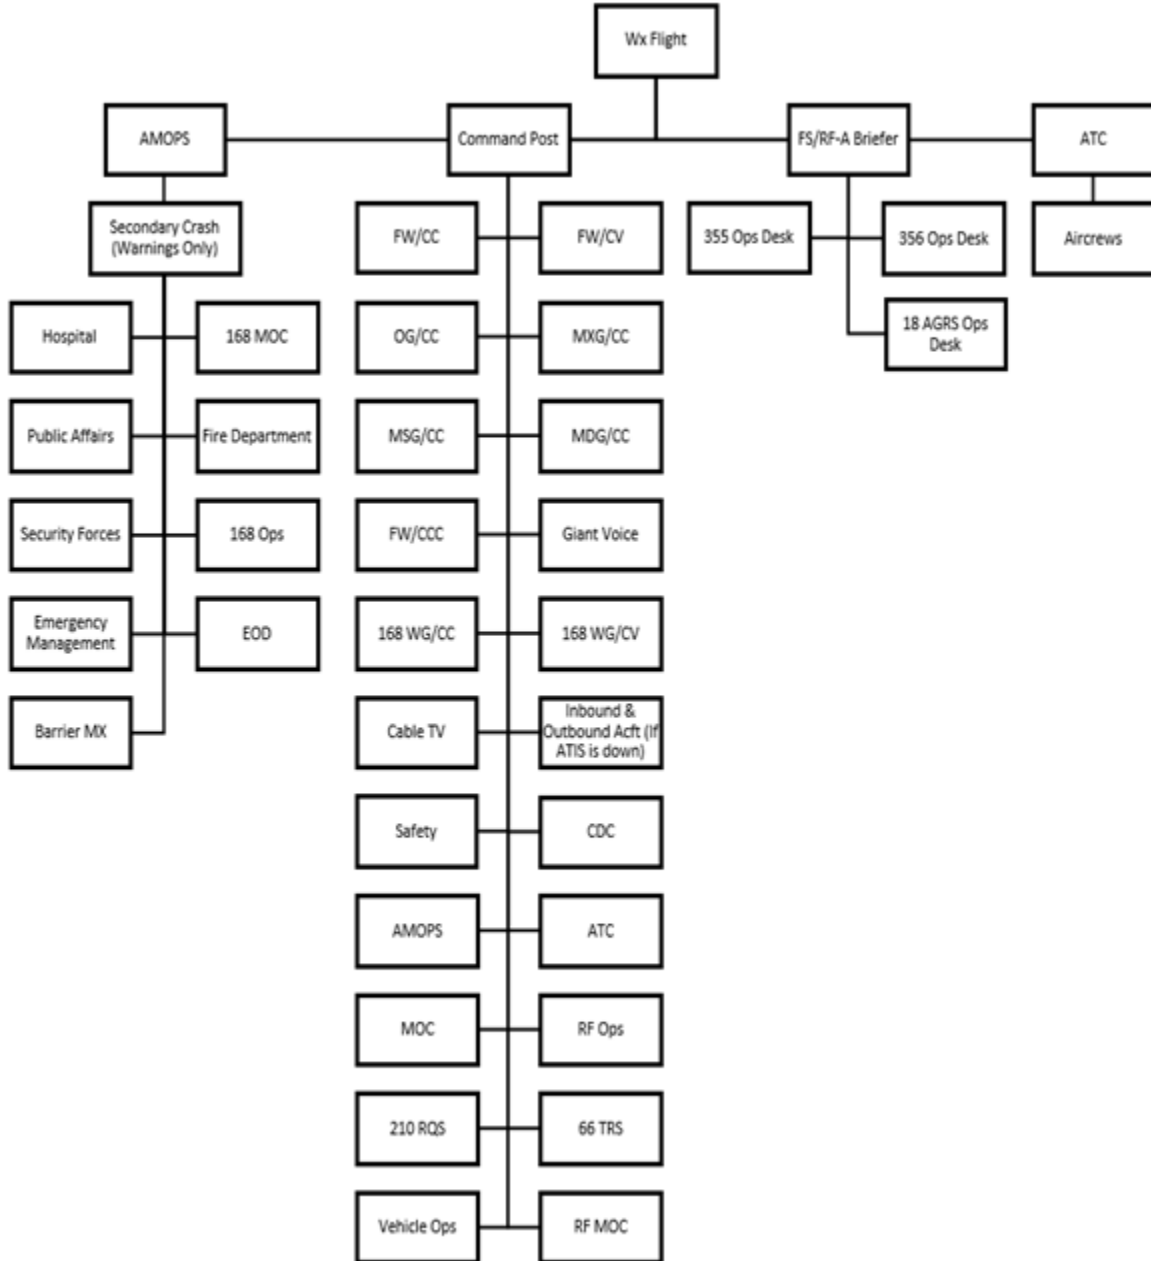 Wx Flight
AMOPS
Command Post
FS/RF-A Briefer
ATC
Secondary Crash
(Warnings Only)
FW/CC
FW/CV
355 Ops Desk
356 Ops Desk
Aircrews
Hospital
168 MOC
OG/CC
MXG/CC
18 AGRS Ops
Desk
Public Affairs
Fire Department
MSG/CC
MDG/CC
Security Forces
168 Ops
FW/CCC
Giant Voice
Emergency
Management
EOD
168 WG/CC
168 WG/CV
Barrier MX
Cable TV
Inbound &
Outbound Acft (If
ATIS is down)
Safety
CDC
AMOPS
ATC
MOC
RF Ops
210 RQS
66 TRS
Vehicle Ops
RF MOC